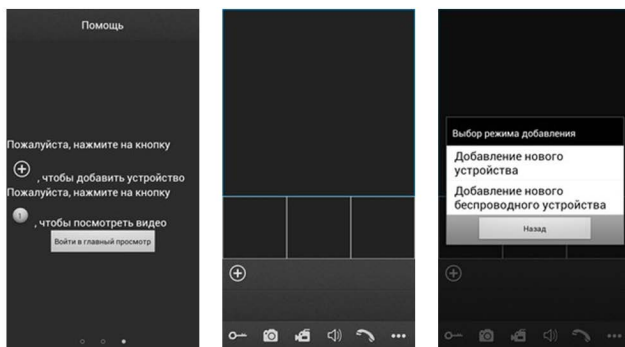 Помощь
Пожалуйста, нажмите на кнопку
, чтобы добавить устройство
Пожалуйста, нажмите на кнопку
1
, чтобы посмотреть видео
Войти в главный просмотр
Выбор режима добавления
Добавление нового
устройства
Добавление нового
беспроводного устройства
Назад